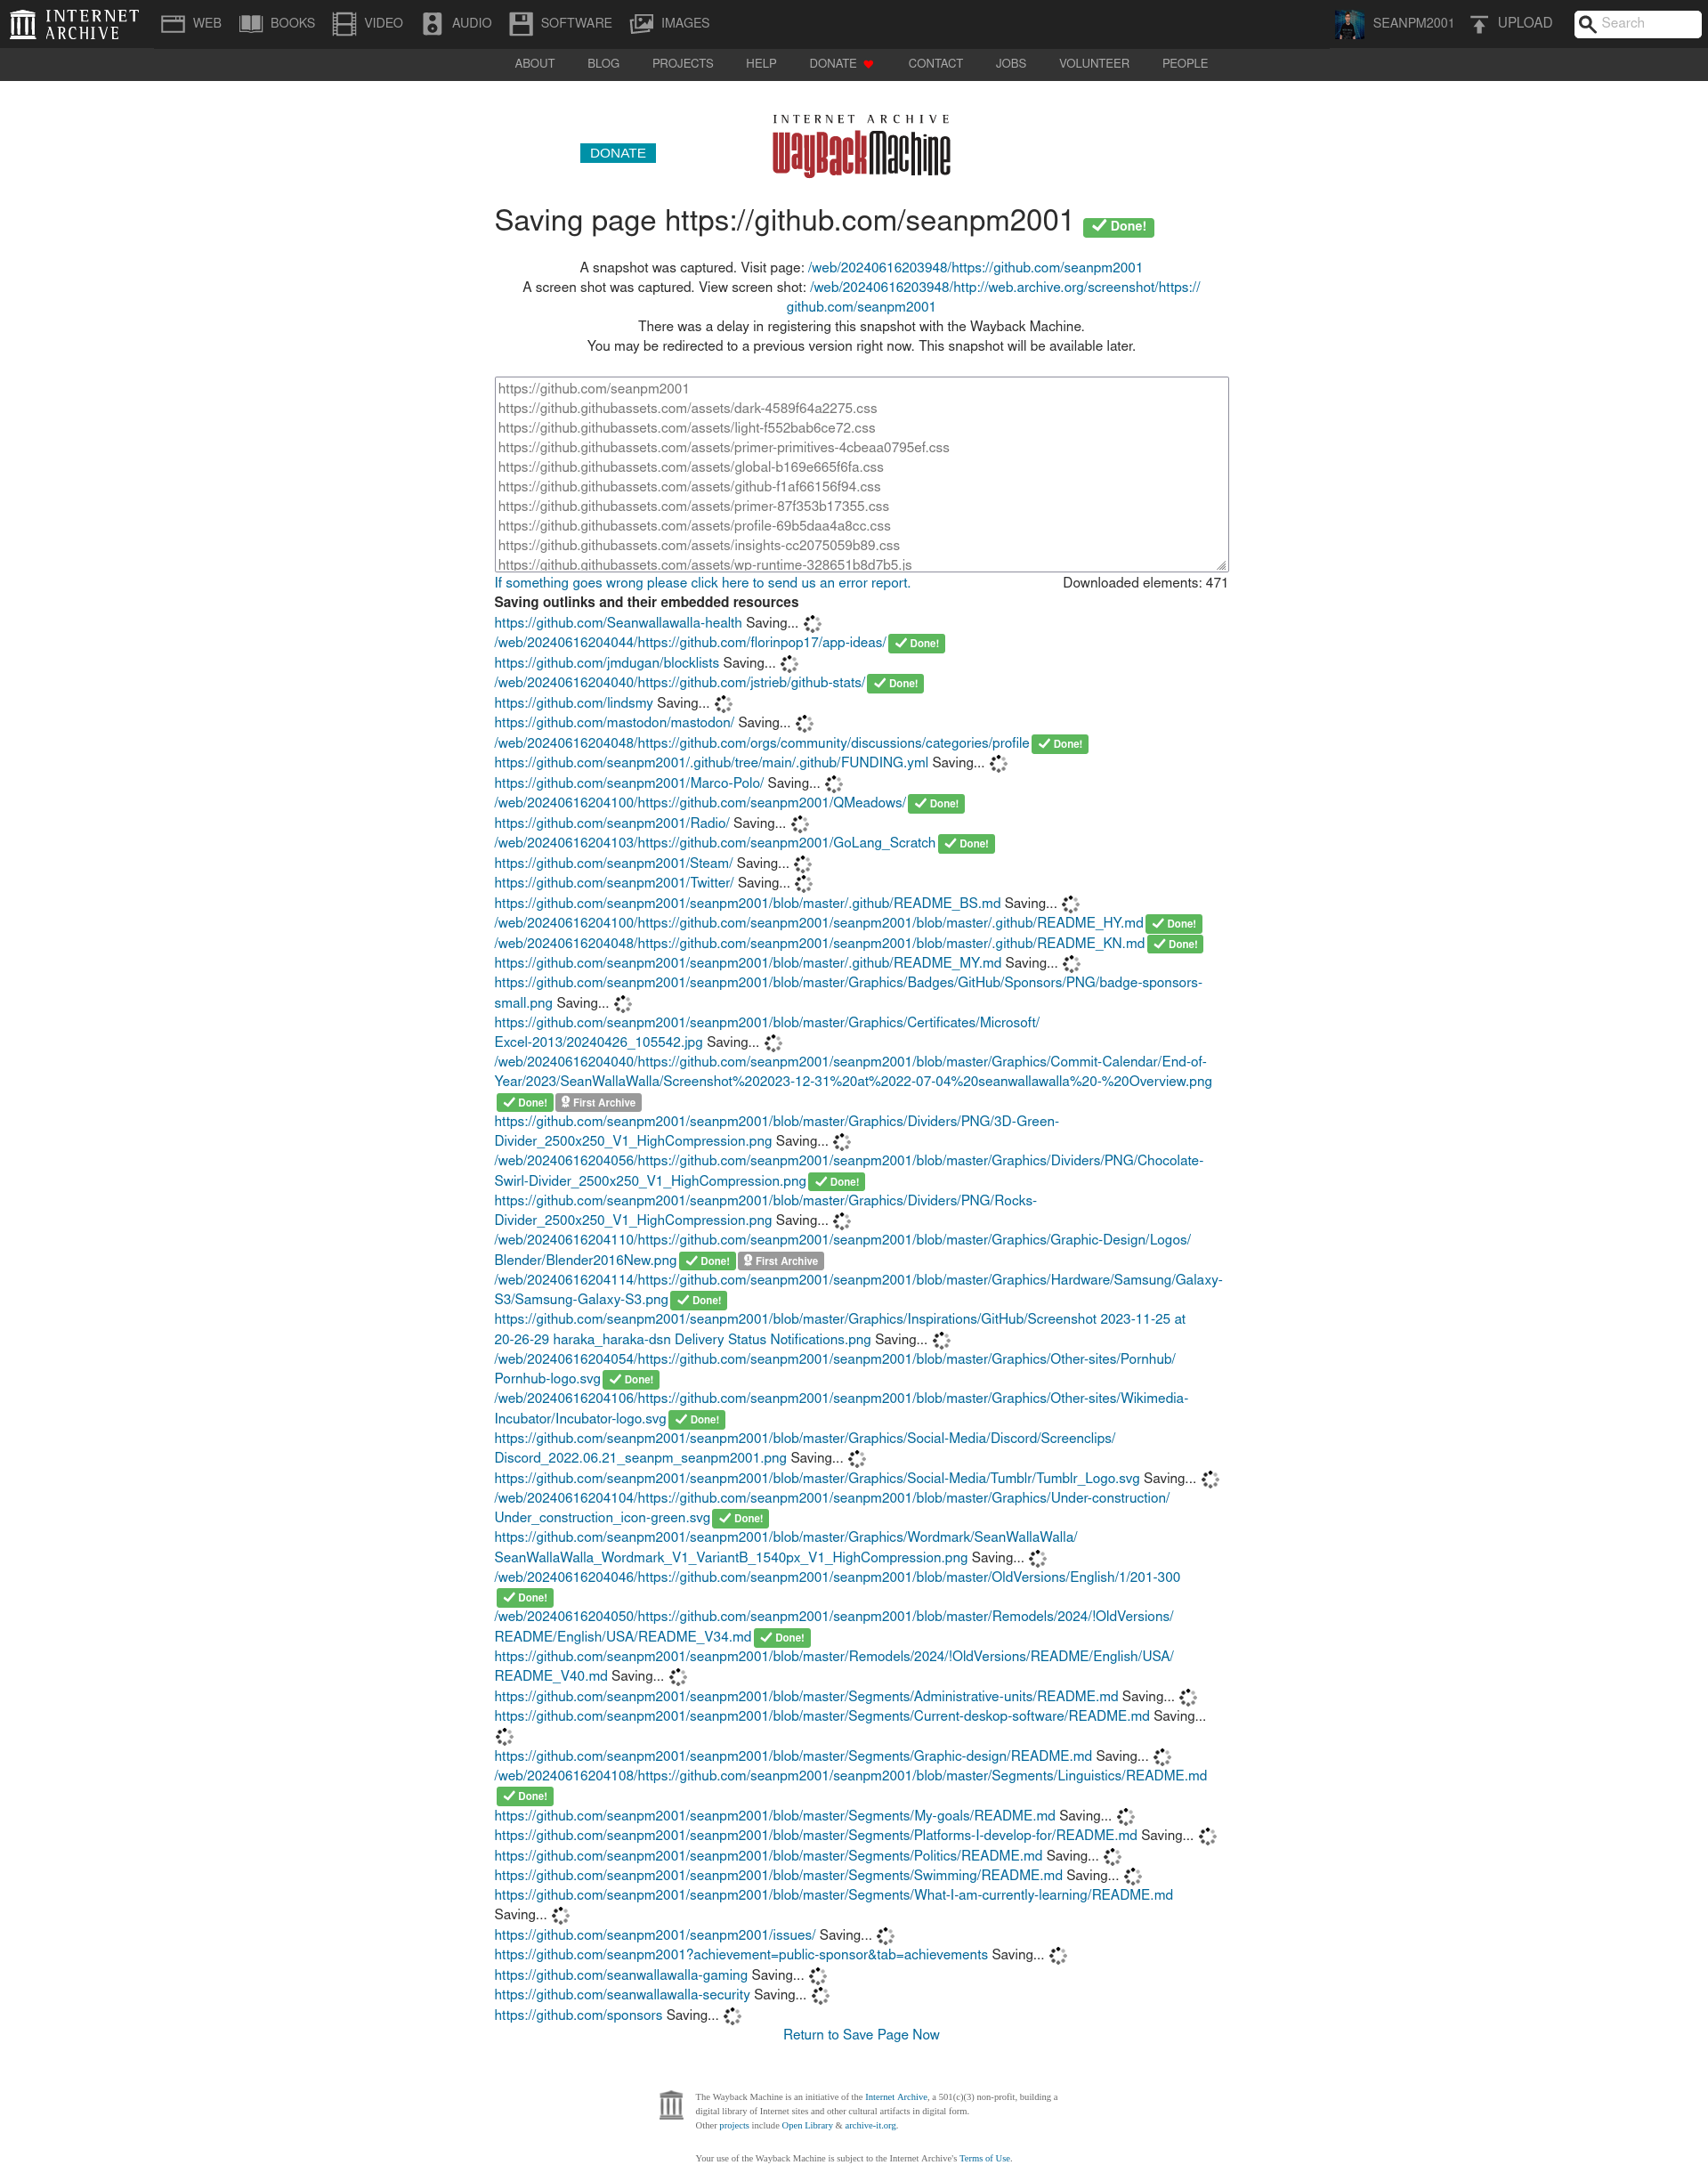 INTERNET ARCHIVE
WEB BOOKS VIDEO AUDIO SOFTWARE IMAGES SEANPM2001 UPLOAD Search
ABOUT BLOG PROJECTS HELP DONATE CONTACT JOBS VOLUNTEER PEOPLE
INTERNET ARCHIVE
DONATE WayBackMachine
Saving page https://github.com/seanpm2001 Done!
A snapshot was captured. Visit page: /web/20240616203948/https://github.com/seanpm2001
A screen shot was captured. View screen shot: /web/20240616203948/http://web.archive.org/screenshot/https://
github.com/seanpm2001
There was a delay in registering this snapshot with the Wayback Machine.
You may be redirected to a previous version right now. This snapshot will be available later.
https://github.com/seanpm2001
https://github.githubassets.com/assets/dark-4589f64a2275.css
https://github.githubassets.com/assets/light-f552bab6ce72.css
https://github.githubassets.com/assets/primer-primitives-4cbeaa0795ef.css
https://github.githubassets.com/assets/global-b169e665f6fa.css
https://github.githubassets.com/assets/github-f1af66156f94.css
https://github.githubassets.com/assets/primer-87f353b17355.css
https://github.githubassets.com/assets/profile-69b5daa4a8cc.css
https://github.githubassets.com/assets/insights-cc2075059b89.css
https://github.githubassets.com/assets/wp-runtime-328651b8d7b5.js
If something goes wrong please click here to send us an error report. Downloaded elements: 471
Saving outlinks and their embedded resources
https://github.com/Seanwallawalla-health Saving...
/web/20240616204044/https://github.com/florinpop17/app-ideas/ Done!
https://github.com/jmdugan/blocklists Saving...
/web/20240616204040/https://github.com/jstrieb/github-stats/ Done!
https://github.com/lindsmy Saving...
https://github.com/mastodon/mastodon/ Saving...
/web/20240616204048/https://github.com/orgs/community/discussions/categories/profile Done!
https://github.com/seanpm2001/.github/tree/main/.github/FUNDING.yml Saving...
https://github.com/seanpm2001/Marco-Polo/ Saving...
/web/20240616204100/https://github.com/seanpm2001/QMeadows/ Done!
https://github.com/seanpm2001/Radio/ Saving...
/web/20240616204103/https://github.com/seanpm2001/GoLang_Scratch Done!
https://github.com/seanpm2001/Steam/ Saving...
https://github.com/seanpm2001/Twitter/ Saving...
https://github.com/seanpm2001/seanpm2001/blob/master/.github/README_BS.md Saving...
/web/20240616204100/https://github.com/seanpm2001/seanpm2001/blob/master/.github/README_HY.md Done!
/web/20240616204048/https://github.com/seanpm2001/seanpm2001/blob/master/.github/README_KN.md Done!
https://github.com/seanpm2001/seanpm2001/blob/master/.github/README_MY.md Saving...
https://github.com/seanpm2001/seanpm2001/blob/master/Graphics/Badges/GitHub/Sponsors/PNG/badge-sponsors-
small.png Saving...
https://github.com/seanpm2001/seanpm2001/blob/master/Graphics/Certificates/Microsoft/
Excel-2013/20240426_105542.jpg Saving...
/web/20240616204040/https://github.com/seanpm2001/seanpm2001/blob/master/Graphics/Commit-Calendar/End-of-
Year/2023/SeanWallaWalla/Screenshot%202023-12-31%20at%2022-07-04%20seanwallawalla%20-%20Overview.png
Done! First Archive
https://github.com/seanpm2001/seanpm2001/blob/master/Graphics/Dividers/PNG/3D-Green-
Divider_2500x250_V1_HighCompression.png Saving...
/web/20240616204056/https://github.com/seanpm2001/seanpm2001/blob/master/Graphics/Dividers/PNG/Chocolate-
Swirl-Divider_2500x250_V1_HighCompression.png Done!
https://github.com/seanpm2001/seanpm2001/blob/master/Graphics/Dividers/PNG/Rocks-
Divider_2500x250_V1_HighCompression.png Saving...
/web/20240616204110/https://github.com/seanpm2001/seanpm2001/blob/master/Graphics/Graphic-Design/Logos/
Blender/Blender2016New.png Done! First Archive
/web/20240616204114/https://github.com/seanpm2001/seanpm2001/blob/master/Graphics/Hardware/Samsung/Galaxy-
S3/Samsung-Galaxy-S3.png Done!
https://github.com/seanpm2001/seanpm2001/blob/master/Graphics/Inspirations/GitHub/Screenshot 2023-11-25 at
20-26-29 haraka_haraka-dsn Delivery Status Notifications.png Saving...
/web/20240616204054/https://github.com/seanpm2001/seanpm2001/blob/master/Graphics/Other-sites/Pornhub/
Pornhub-logo.svg Done!
/web/20240616204106/https://github.com/seanpm2001/seanpm2001/blob/master/Graphics/Other-sites/Wikimedia-
Incubator/Incubator-logo.svg Done!
https://github.com/seanpm2001/seanpm2001/blob/master/Graphics/Social-Media/Discord/Screenclips/
Discord_2022.06.21_seanpm_seanpm2001.png Saving...
https://github.com/seanpm2001/seanpm2001/blob/master/Graphics/Social-Media/Tumblr/Tumblr_Logo.svg Saving...
/web/20240616204104/https://github.com/seanpm2001/seanpm2001/blob/master/Graphics/Under-construction/
Under_construction_icon-green.svg Done!
https://github.com/seanpm2001/seanpm2001/blob/master/Graphics/Wordmark/SeanWallaWalla/
SeanWallaWalla_Wordmark_V1_VariantB_1540px_V1_HighCompression.png Saving...
/web/20240616204046/https://github.com/seanpm2001/seanpm2001/blob/master/OldVersions/English/1/201-300
Done!
/web/20240616204050/https://github.com/seanpm2001/seanpm2001/blob/master/Remodels/2024/!OldVersions/
README/English/USA/README_V34.md Done!
https://github.com/seanpm2001/seanpm2001/blob/master/Remodels/2024/!OldVersions/README/English/USA/
README_V40.md Saving...
https://github.com/seanpm2001/seanpm2001/blob/master/Segments/Administrative-units/README.md Saving...
https://github.com/seanpm2001/seanpm2001/blob/master/Segments/Current-deskop-software/README.md Saving...
https://github.com/seanpm2001/seanpm2001/blob/master/Segments/Graphic-design/README.md Saving...
/web/20240616204108/https://github.com/seanpm2001/seanpm2001/blob/master/Segments/Linguistics/README.md
Done!
https://github.com/seanpm2001/seanpm2001/blob/master/Segments/My-goals/README.md Saving...
https://github.com/seanpm2001/seanpm2001/blob/master/Segments/Platforms-I-develop-for/README.md Saving...
https://github.com/seanpm2001/seanpm2001/blob/master/Segments/Politics/README.md Saving...
https://github.com/seanpm2001/seanpm2001/blob/master/Segments/Swimming/README.md Saving...
https://github.com/seanpm2001/seanpm2001/blob/master/Segments/What-I-am-currently-learning/README.md
Saving...
https://github.com/seanpm2001/seanpm2001/issues/ Saving...
https://github.com/seanpm2001?achievement=public-sponsor&tab=achievements Saving...
https://github.com/seanwallawalla-gaming Saving...
https://github.com/seanwallawalla-security Saving...
https://github.com/sponsors Saving...
Return to Save Page Now
The Wayback Machine is an initiative of the Internet Archive, a 501(c)(3) non-profit, building a
digital library of Internet sites and other cultural artifacts in digital form.
Other projects include Open Library & archive-it.org.
Your use of the Wayback Machine is subject to the Internet Archive's Terms of Use.